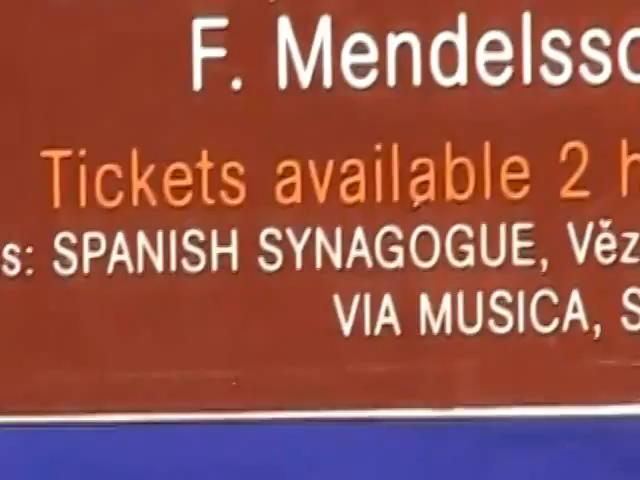 F. Mendelsso
Tickets available 2 h
s: SPANISH SYNAGOGUE, Věz
VIA MUSICA, S